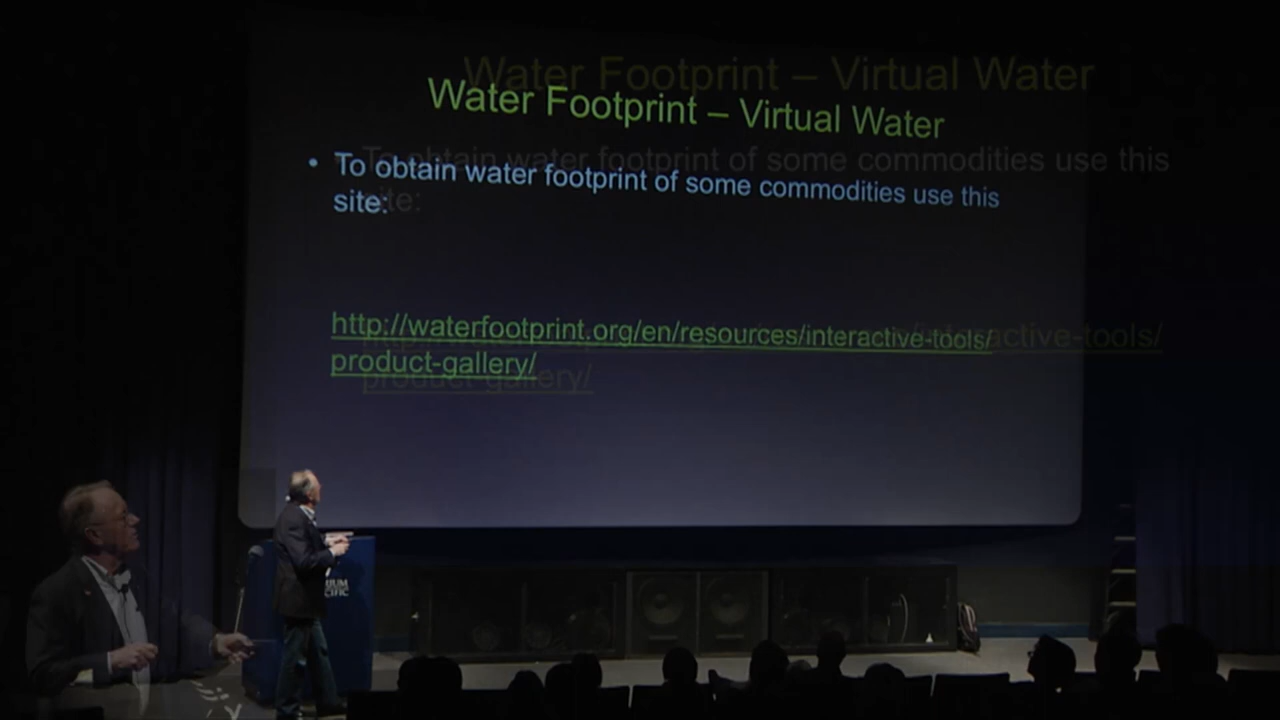 Water Footprint – Virtual Water
• To obtain water footprint of some commodities use this
site:
http://waterfootprint.org/en/resources/interactive-tools/
product-gallery/